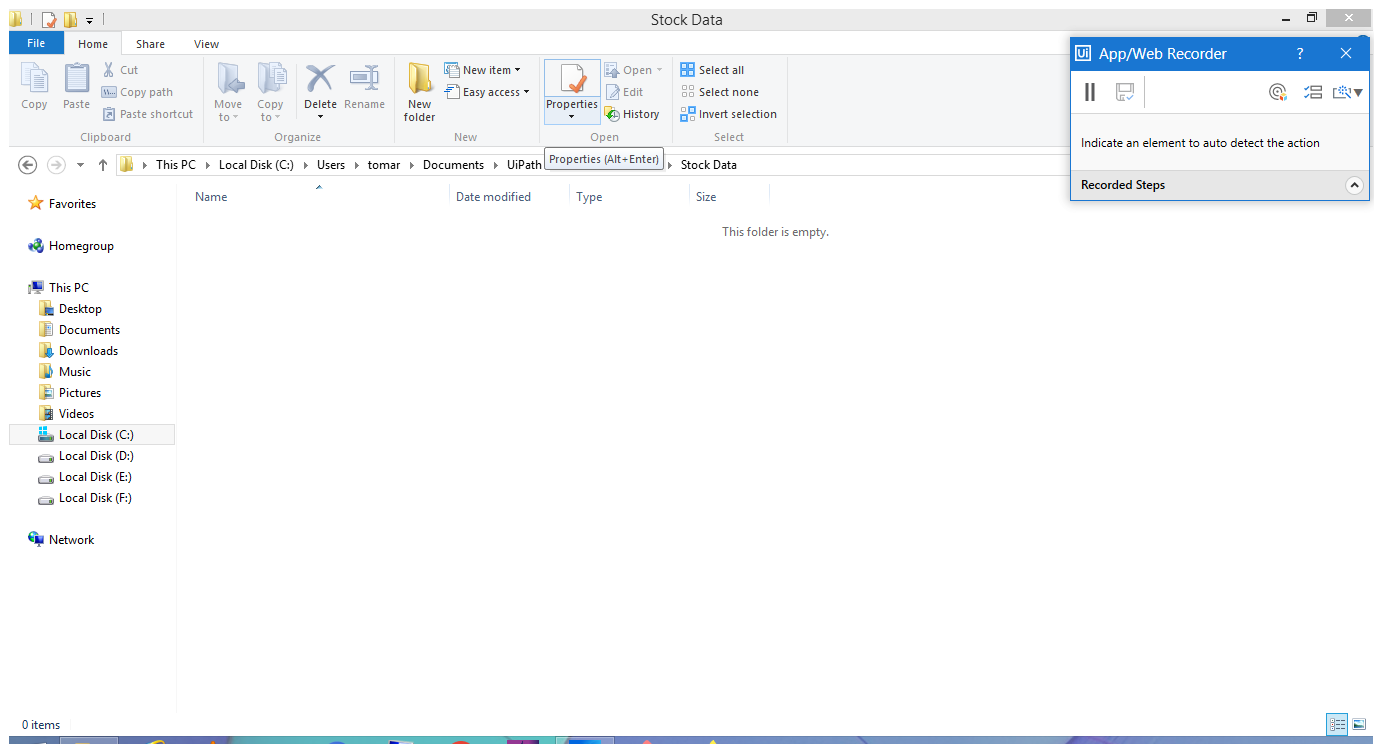 Stock Data
File Home Share View
Copy
Paste
Cut
Copy path
Paste shortcut
Clipboard
Move to
Copy to
Delete
Rename
Organize
New folder
New item
Easy access
New
Properties
Open
Edit
History
Open
Select all
Select none
Invert selection
Select
Properties (Alt+Enter)
This PC Local Disk (C:) Users tomar Documents UiPath Stock Data
Ui App/Web Recorder ?
Indicate an element to auto detect the action
Recorded Steps
Name Date modified Type Size
This folder is empty.
Favorites
Homegroup
This PC
Desktop
Documents
Downloads
Music
Pictures
Videos
Local Disk (C:)
Local Disk (D:)
Local Disk (E:)
Local Disk (F:)
Network
0 items